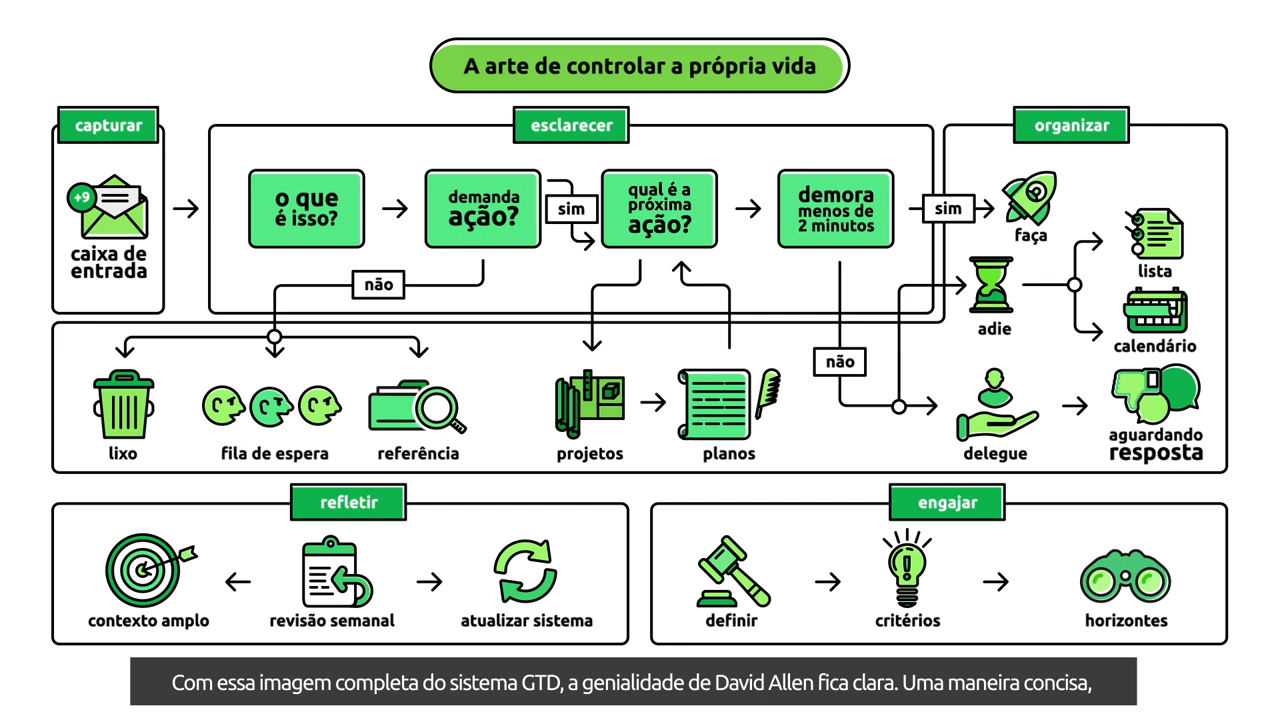 A arte de controlar a própria vida
capturar
+9
caixa de
entrada
esclarecer
o que
é isso?
demanda
ação?
sim
qual é a
próxima
ação?
demora
menos de
2 minutos
não
não
organizar
sim
faça
adie
lista
calendário
delegue
aguardando
resposta
lixo
fila de espera
referência
projetos
planos
refletir
contexto amplo
revisão semanal
atualizar sistema
engajar
definir
critérios
horizontes
Com essa imagem completa do sistema GTD, a genialidade de David Allen fica clara. Uma maneira concisa,